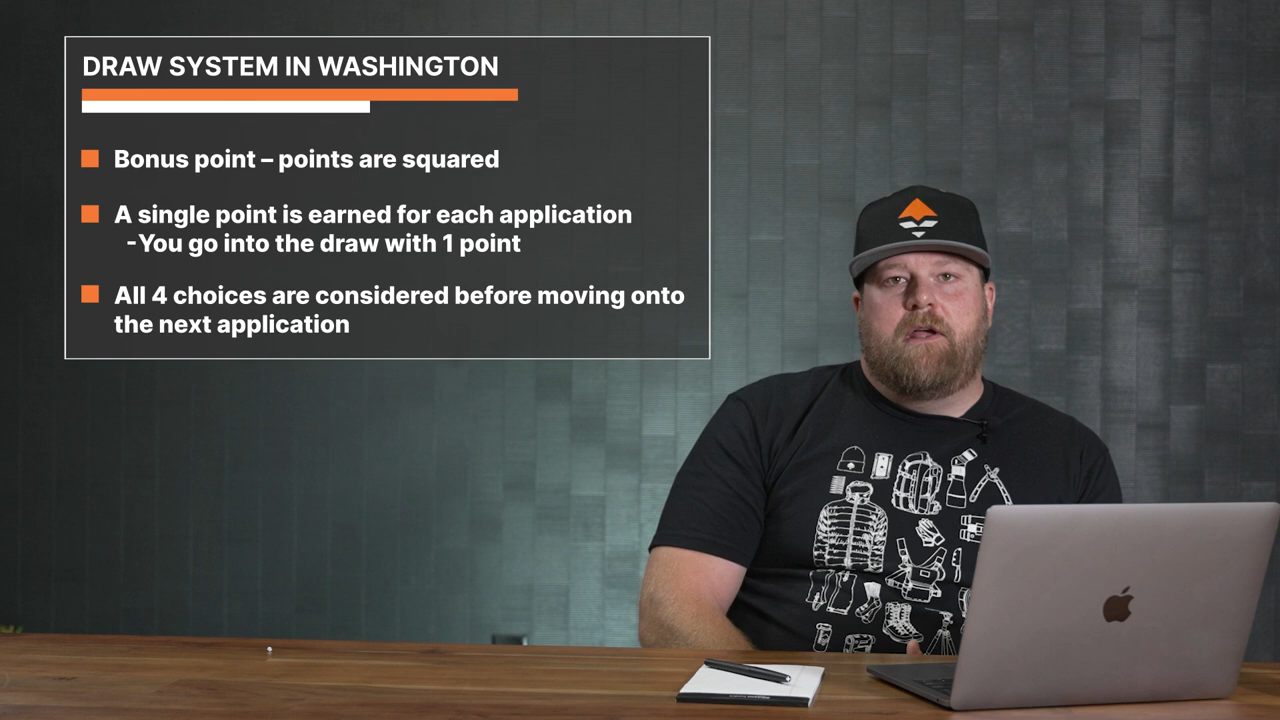 DRAW SYSTEM IN WASHINGTON
Bonus point – points are squared
A single point is earned for each application
-You go into the draw with 1 point
All 4 choices are considered before moving onto
the next application